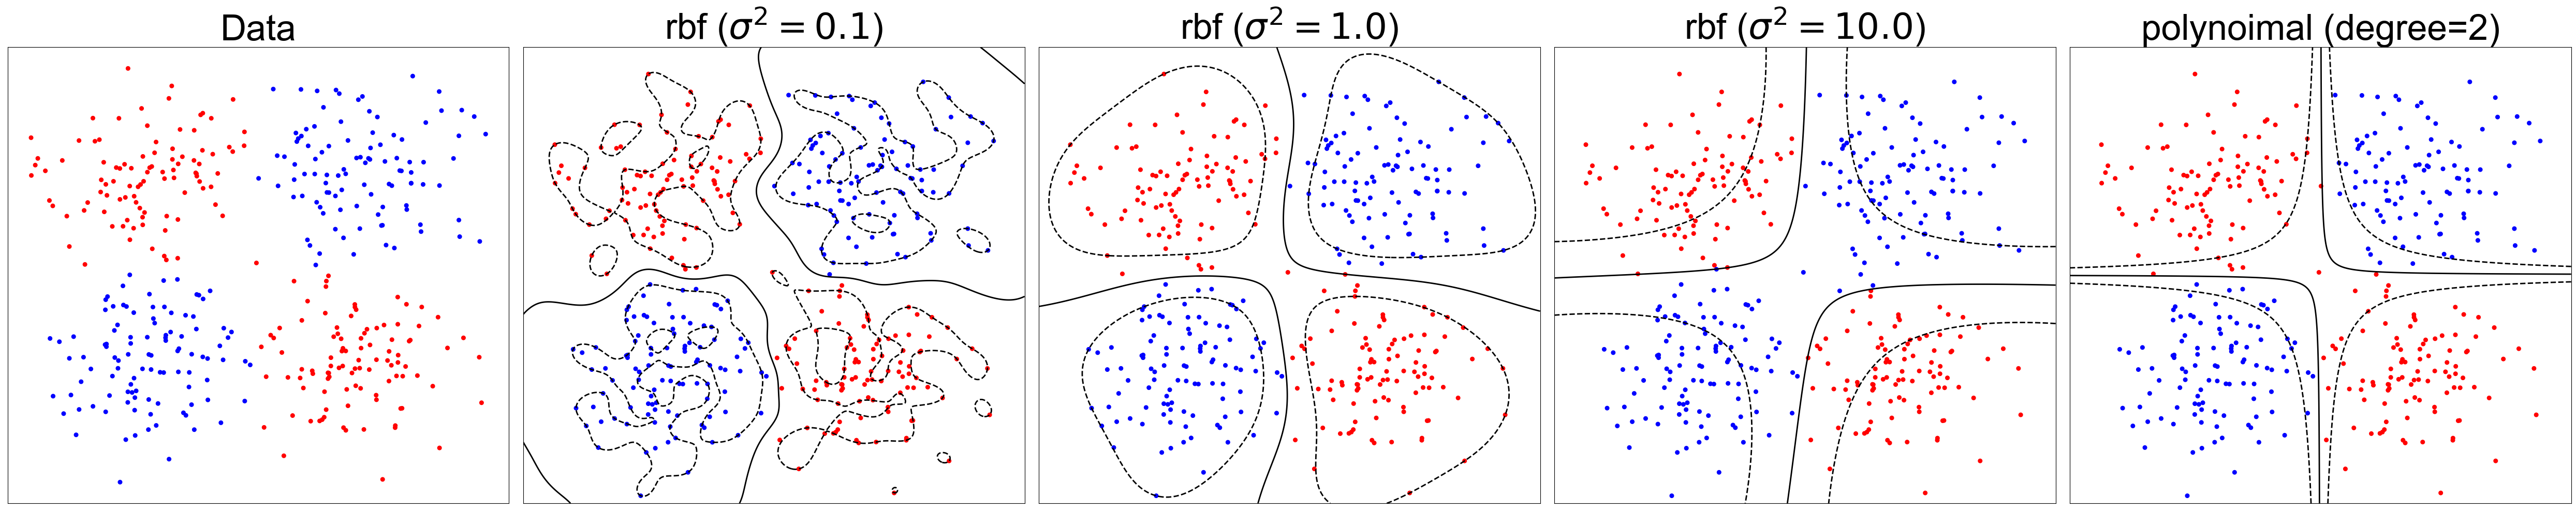 Data
rbf (σ² = 0.1)
rbf (σ² = 1.0)
rbf (σ² = 10.0)
polynoimal (degree=2)